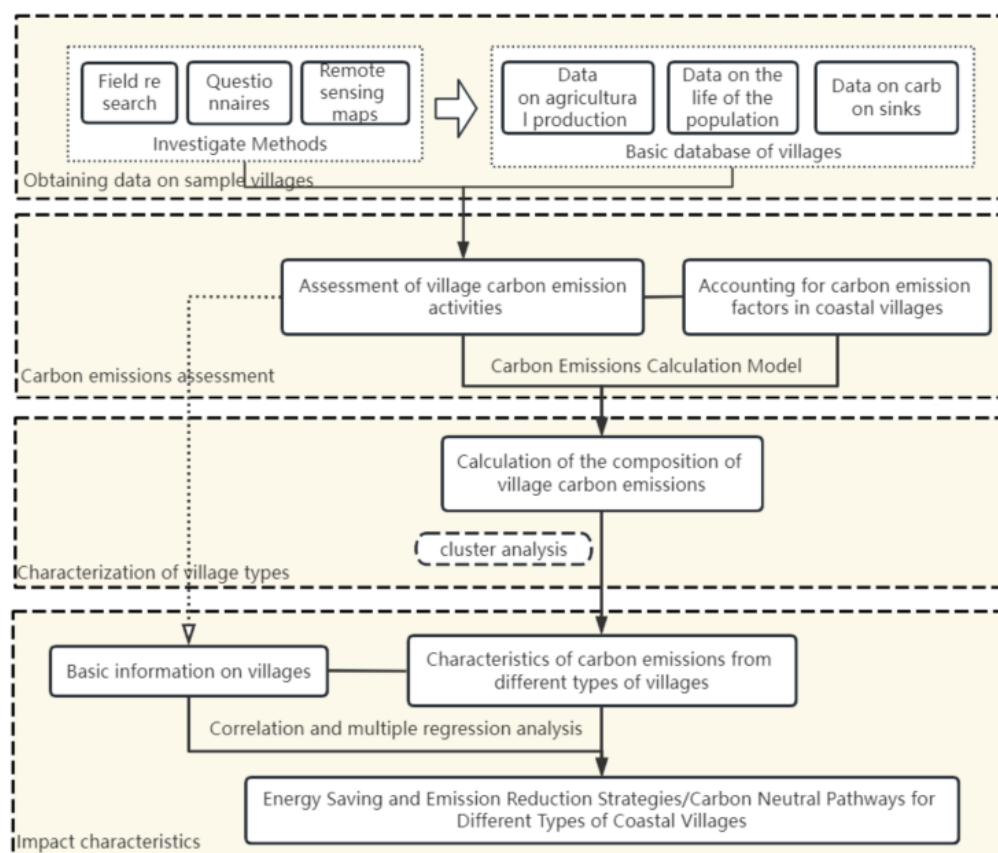 Field re
search
Questio
nnaires
Remote
sensing
maps
Investigate Methods
Data
on agricultura
l production
Data on the
life of the
population
Data on carb
on sinks
Basic database of villages
Obtaining data on sample villages
Assessment of village carbon emission
activities
Accounting for carbon emission
factors in coastal villages
Carbon Emissions Calculation Model
Carbon emissions assessment
Calculation of the composition of
village carbon emissions
cluster analysis
Characterization of village types
Basic information on villages
Characteristics of carbon emissions from
different types of villages
Correlation and multiple regression analysis
Energy Saving and Emission Reduction Strategies/Carbon Neutral Pathways for
Different Types of Coastal Villages
Impact characteristics